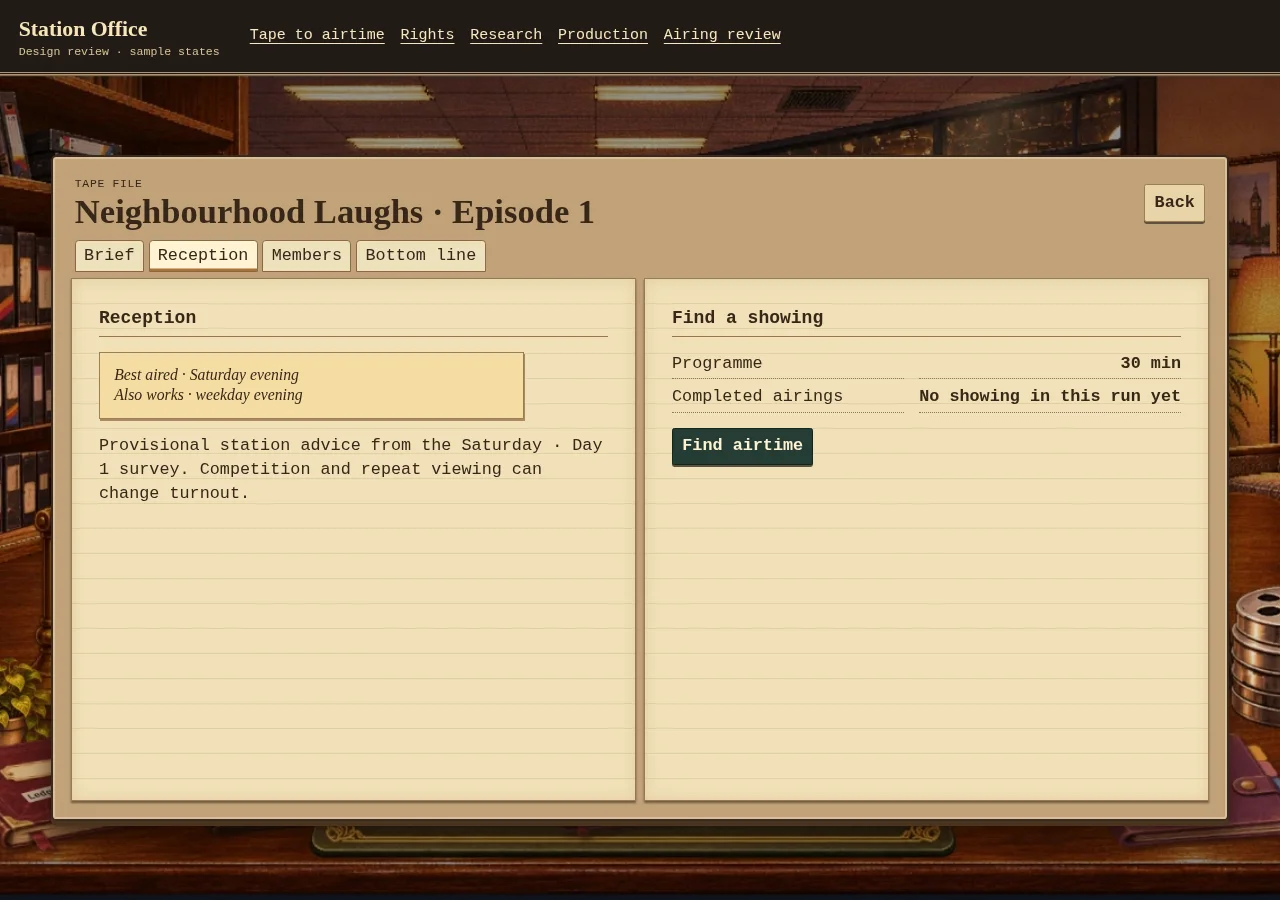 Station Office
Design review · sample states
Tape to airtime Rights Research Production Airing review
TAPE FILE
Neighbourhood Laughs · Episode 1
Back
Brief Reception Members Bottom line
Reception
Best aired · Saturday evening
Also works · weekday evening
Provisional station advice from the Saturday · Day
1 survey. Competition and repeat viewing can
change turnout.
Find a showing
Programme 30 min
Completed airings No showing in this run yet
Find airtime